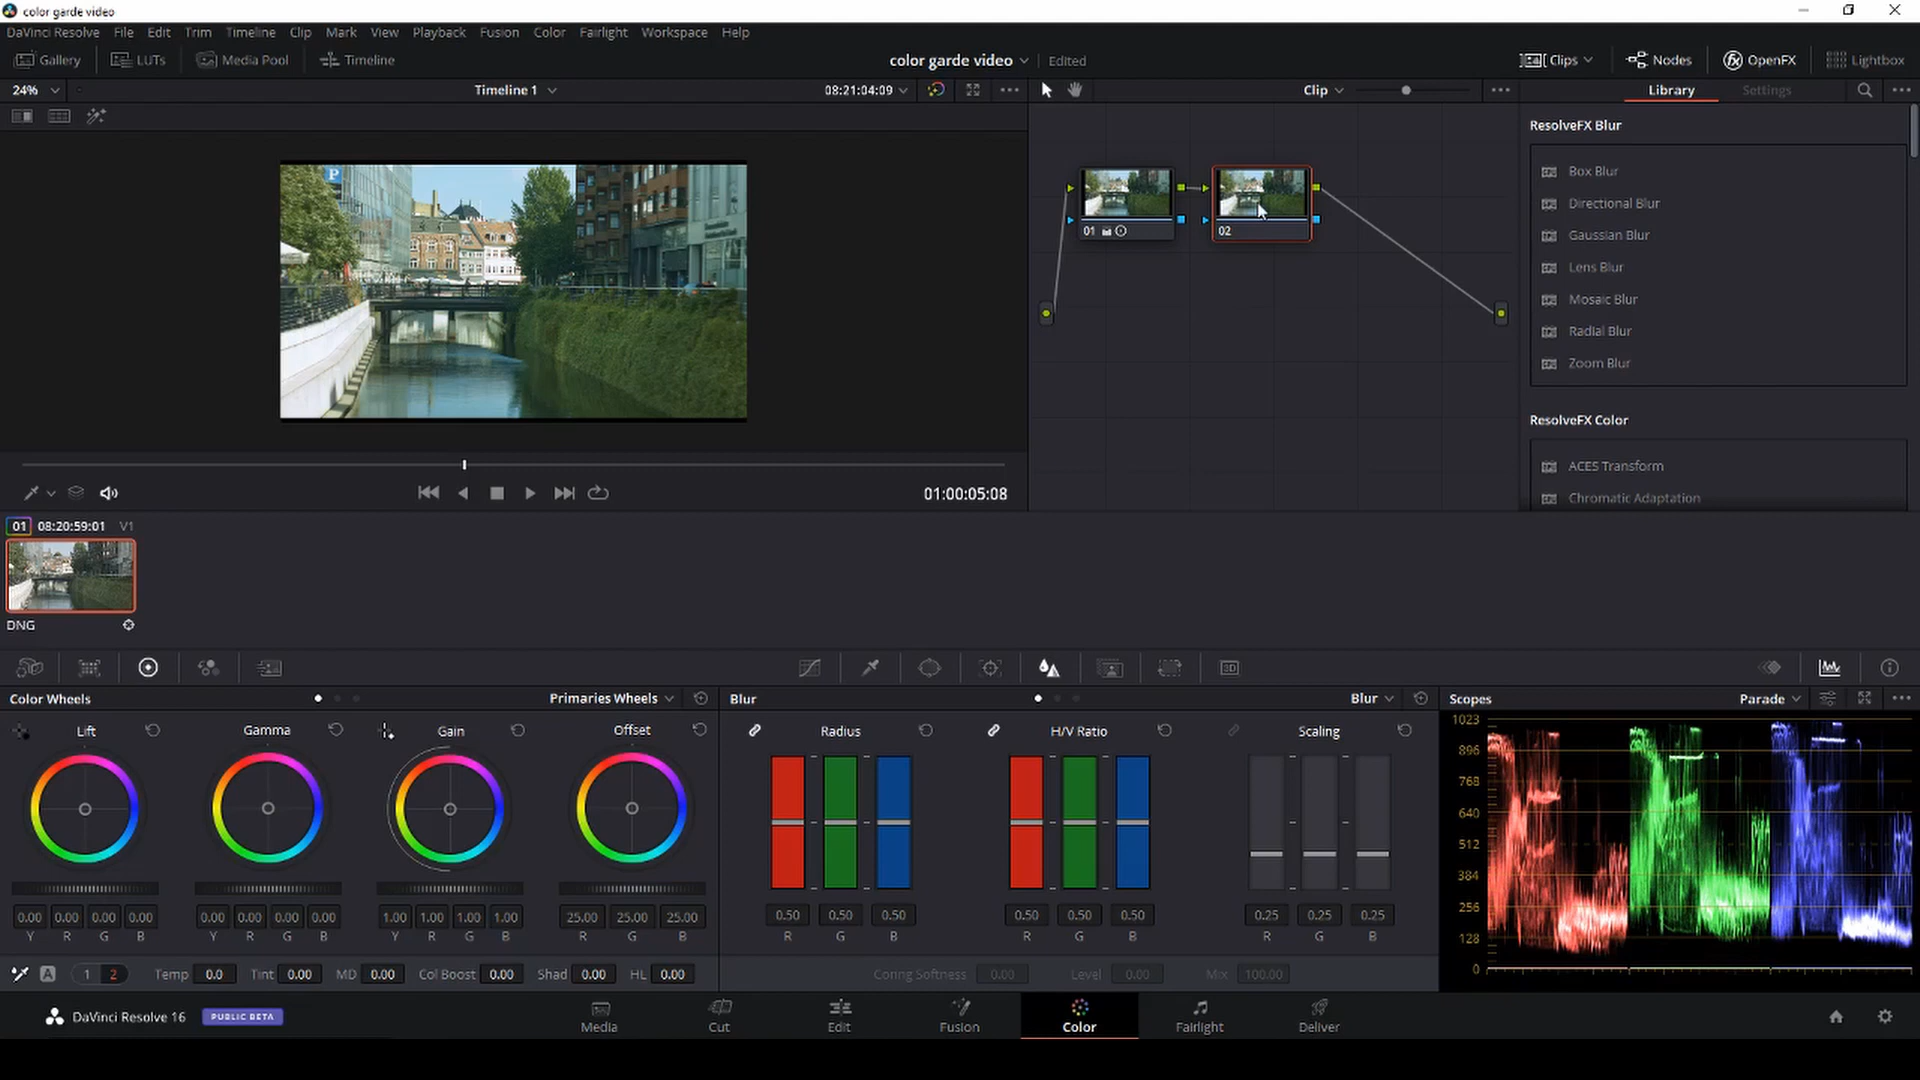 color garde video
DaVinci Resolve File Edit Trim Timeline Clip Mark View Playback Fusion Color Fairlight Workspace Help
Gallery LUTs Media Pool Timeline color garde video Edited Clips Nodes OpenFX Lightbox
24% Timeline 1 08:21:04:09 Clip Library Settings
ResolveFX Blur
Box Blur
Directional Blur
Gaussian Blur
Lens Blur
Mosaic Blur
Radial Blur
Zoom Blur
ResolveFX Color
ACES Transform
Chromatic Adaptation
P
01
02
01:00:05:08
01 08:20:59:01 V1
DNG
Color Wheels Primaries Wheels Blur Blur Scopes Parade
Lift Gamma Gain Offset Radius H/V Ratio Scaling
0.00 0.00 0.00 0.00 0.00 0.00 0.00 0.00 1.00 1.00 1.00 1.00 25.00 25.00 25.00
Y R G B Y R G B Y R G B R G B
0.50 0.50 0.50 0.50 0.50 0.50 0.25 0.25 0.25
R G B R G B R G B
1023
896
768
640
512
384
256
128
0
A 1 2 Temp 0.0 Tint 0.00 MD 0.00 Col Boost 0.00 Shad 0.00 HL 0.00 Coring Softness 0.00 Level 0.00 Mix 100.00
DaVinci Resolve 16 PUBLIC BETA Media Cut Edit Fusion Color Fairlight Deliver